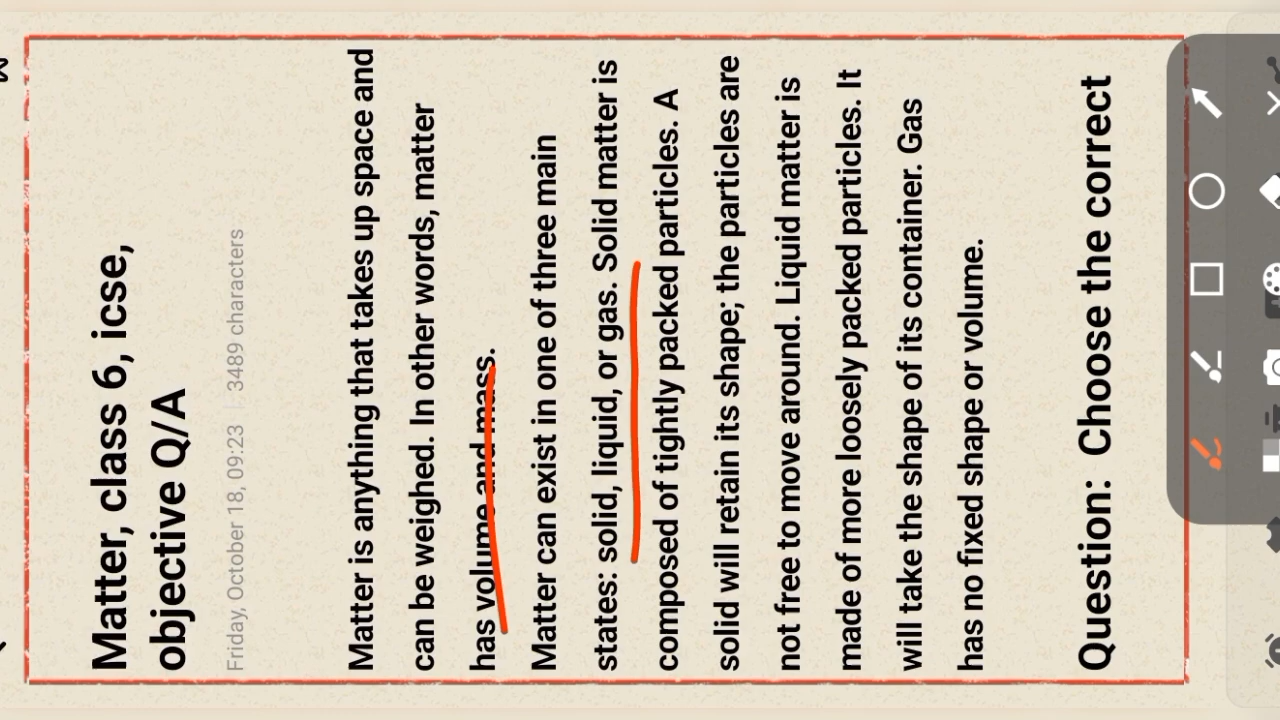 Matter, class 6, icse,
objective Q/A
Friday, October 18, 09:23 | 3489 characters
Matter is anything that takes up space and
can be weighed. In other words, matter
has volume and mass.
Matter can exist in one of three main
states: solid, liquid, or gas. Solid matter is
composed of tightly packed particles. A
solid will retain its shape; the particles are
not free to move around. Liquid matter is
made of more loosely packed particles. It
will take the shape of its container. Gas
has no fixed shape or volume.
Question: Choose the correct